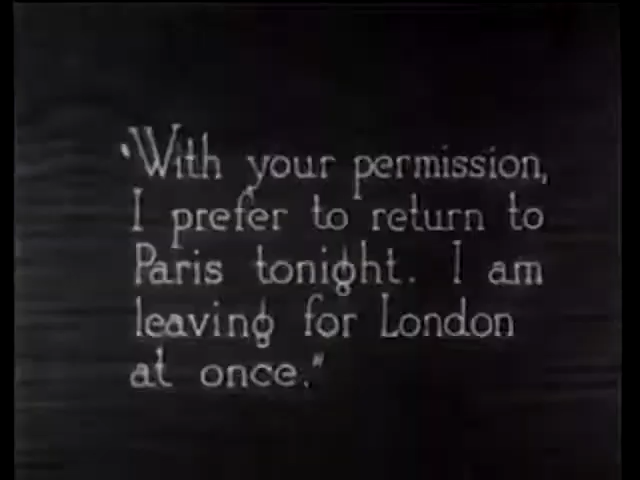 "With your permission,
I prefer to return to
Paris tonight. I am
leaving for London
at once."